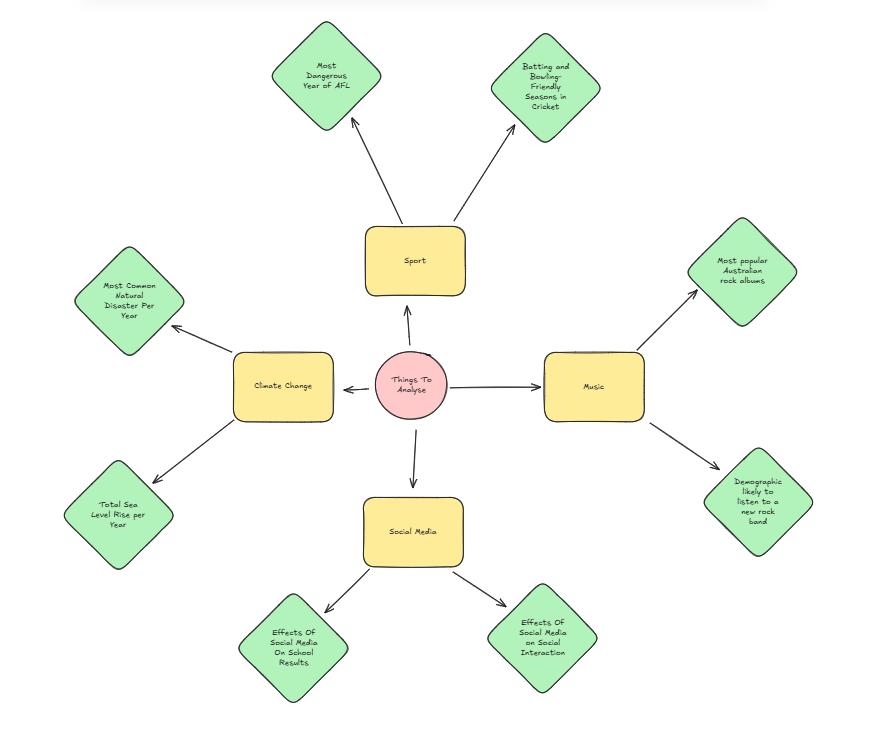 Most
Dangerous
Year of AFL
Batting and
Bowling-
Friendly
Seasons in
Cricket
Sport
Most popular
Australian
rock albums
Most Common
Natural
Disaster Per
Year
Climate Change
Things To
Analyse
Music
Total Sea
Level Rise per
Year
Social Media
Demographic
likely to
listen to a
new rock
band
Effects Of
Social Media
On School
Results
Effects Of
Social Media
on Social
Interaction